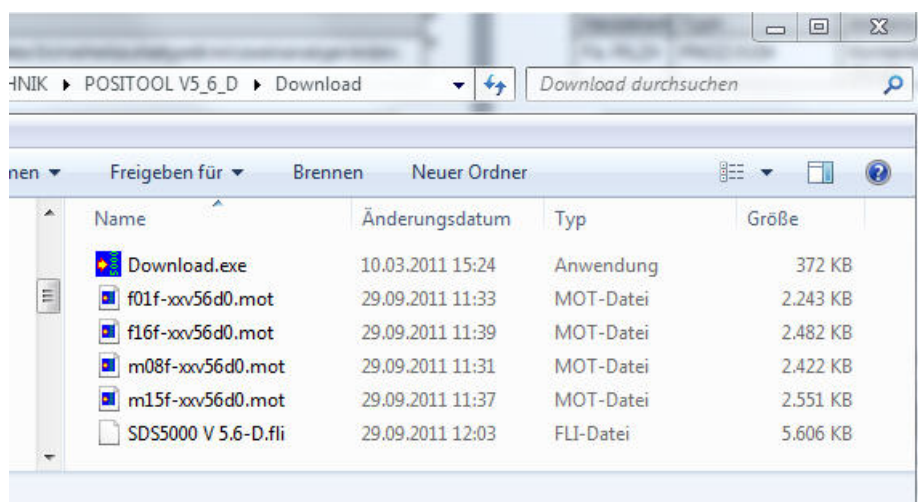 HNIK ▸ POSITOOL V5_6_D ▸ Download Download durchsuchen
nen Freigeben für Brennen Neuer Ordner
Name Änderungsdatum Typ Größe
Download.exe 10.03.2011 15:24 Anwendung 372 KB
f01f-xxv56d0.mot 29.09.2011 11:33 MOT-Datei 2.243 KB
f16f-xxv56d0.mot 29.09.2011 11:39 MOT-Datei 2.482 KB
m08f-xxv56d0.mot 29.09.2011 11:31 MOT-Datei 2.422 KB
m15f-xxv56d0.mot 29.09.2011 11:37 MOT-Datei 2.551 KB
SDS5000 V 5.6-D.fli 29.09.2011 12:03 FLI-Datei 5.606 KB